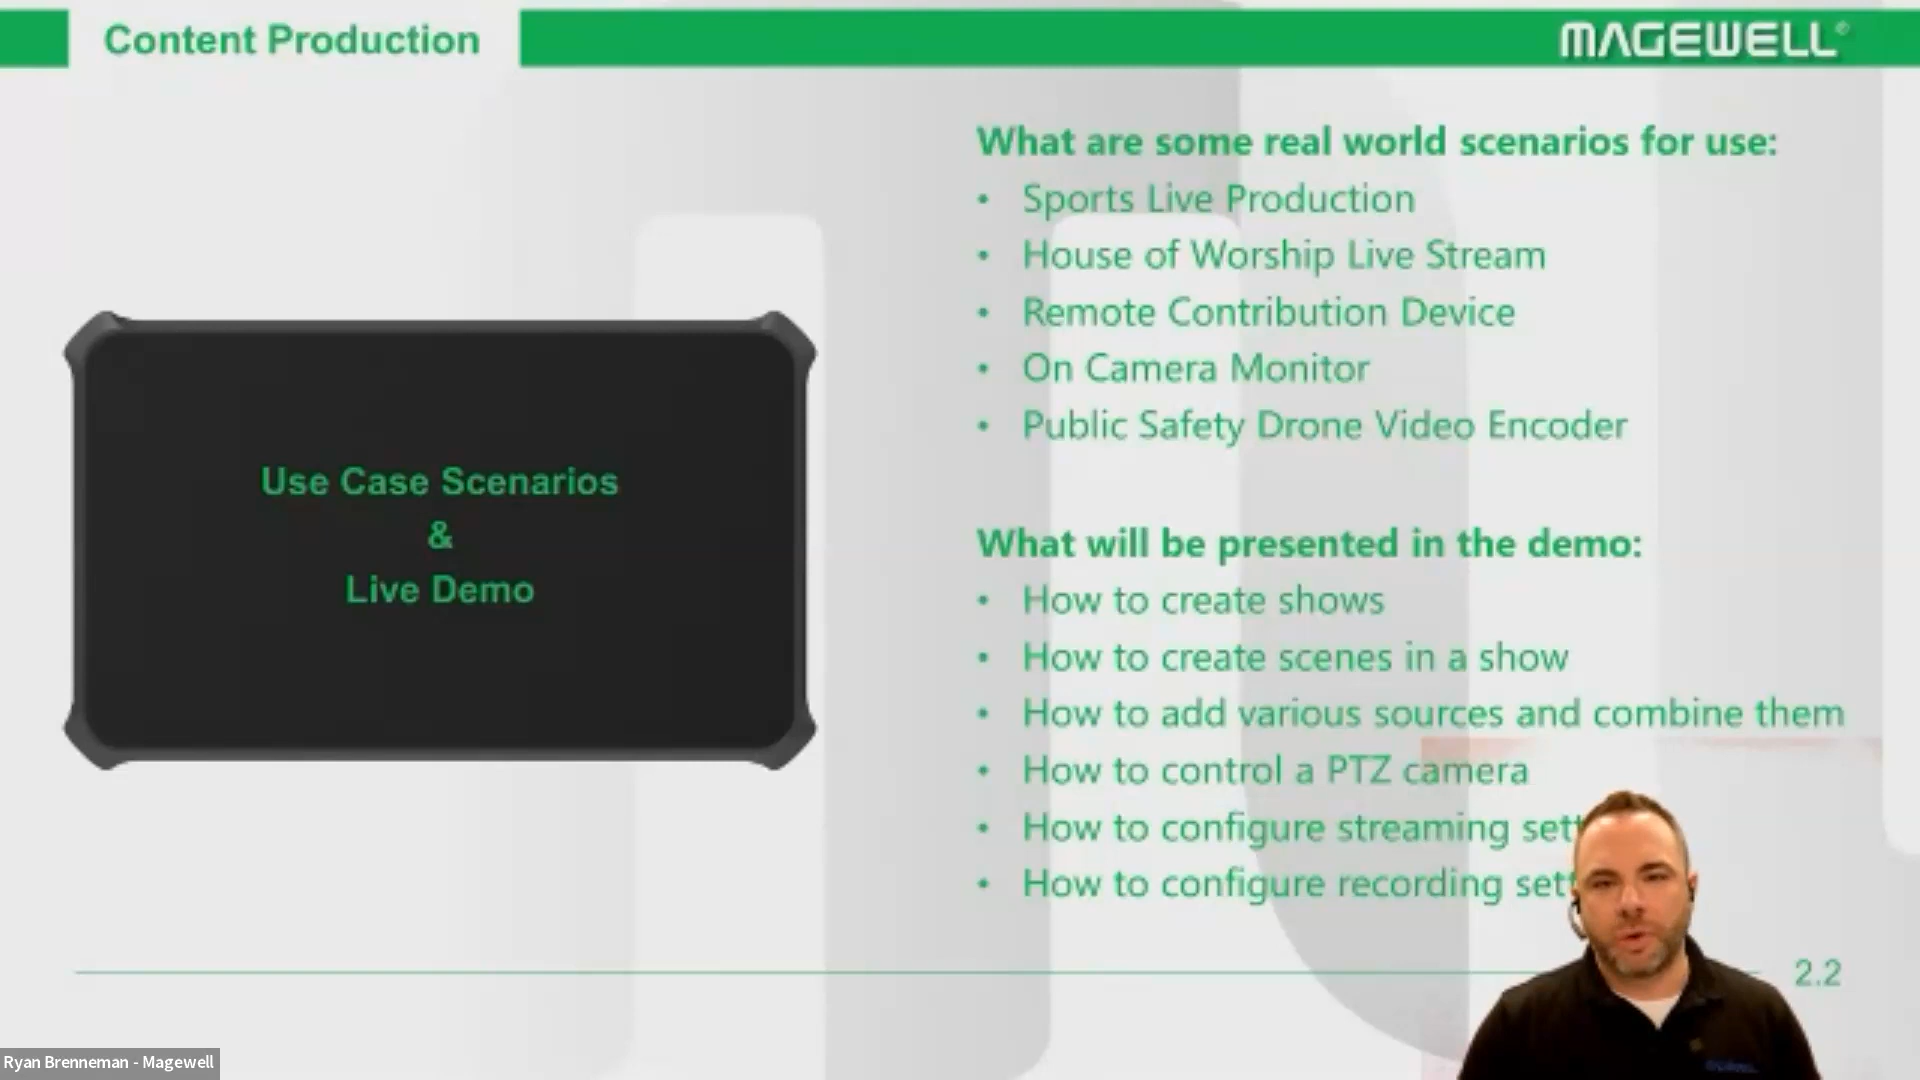 Content Production
MAGEWELL®
What are some real world scenarios for use:
• Sports Live Production
• House of Worship Live Stream
• Remote Contribution Device
• On Camera Monitor
• Public Safety Drone Video Encoder
Use Case Scenarios
&
Live Demo
What will be presented in the demo:
• How to create shows
• How to create scenes in a show
• How to add various sources and combine them
• How to control a PTZ camera
• How to configure streaming
• How to configure recording
2.2
Ryan Brenneman - Magewell